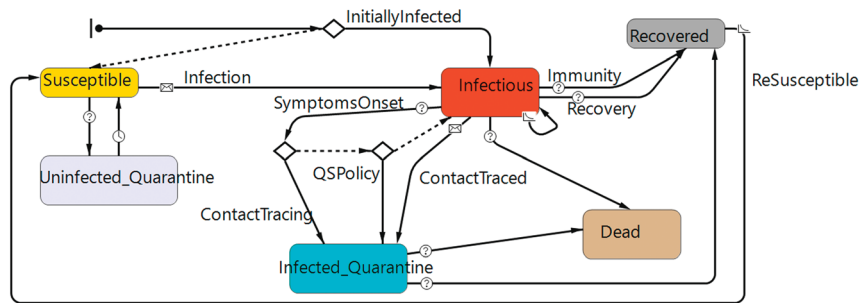 InitiallyInfected
Recovered
Susceptible
Infection
Infectious
Immunity
ReSusceptible
SymptomsOnset
Recovery
?
?
?
?
?
Uninfected_Quarantine
QSPolicy
ContactTraced
ContactTracing
Dead
Infected_Quarantine
?
?